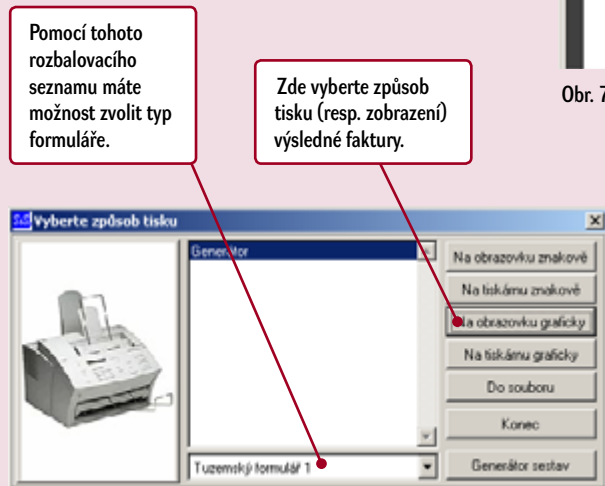 Pomocí tohoto
rozbalovacího
seznamu máte
možnost zvolit typ
formuláře.
Zde vyberte způsob
tisku (resp. zobrazení)
výsledné faktury.
Obr. 7
Vyberte způsob tisku
Generátor
Na obrazovku znakově
Na tiskárnu znakově
Na obrazovku graficky
Na tiskárnu graficky
Do souboru
Konec
Tuzemský formulář 1
Generátor sestav